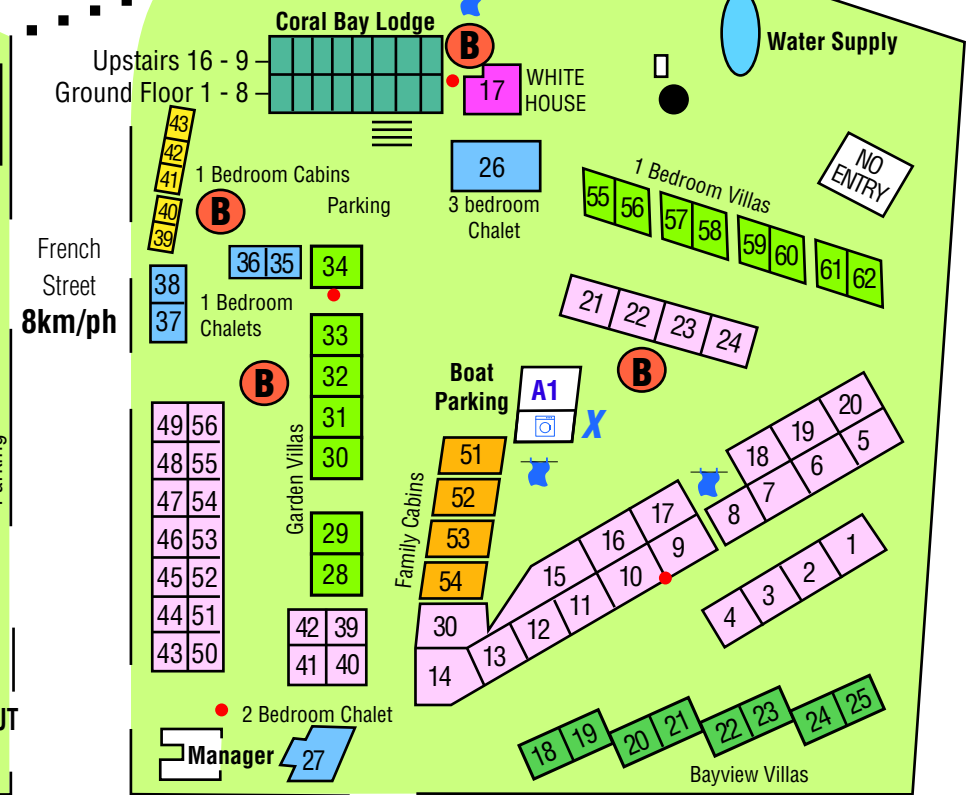 Coral Bay Lodge
B
Water Supply
Upstairs 16 - 9
Ground Floor 1 - 8
17
WHITE
HOUSE
43
42
41
40
39
1 Bedroom Cabins
B
Parking
26
3 bedroom
Chalet
1 Bedroom Villas
NO
ENTRY
55 56
57 58
59 60
61 62
French
Street
8km/ph
36 35
34
38
37
1 Bedroom
Chalets
33
32
31
30
29
28
Garden Villas
B
21 22 23 24
B
Boat
Parking
A1
X
51
52
53
54
Family Cabins
49 56
48 55
47 54
46 53
45 52
44 51
43 50
42 39
41 40
30
14
13 12 11 10 9
15 16 17
18 19 20
8 7 6 5
4 3 2 1
2 Bedroom Chalet
Manager
27
18 19 20 21 22 23 24 25
Bayview Villas